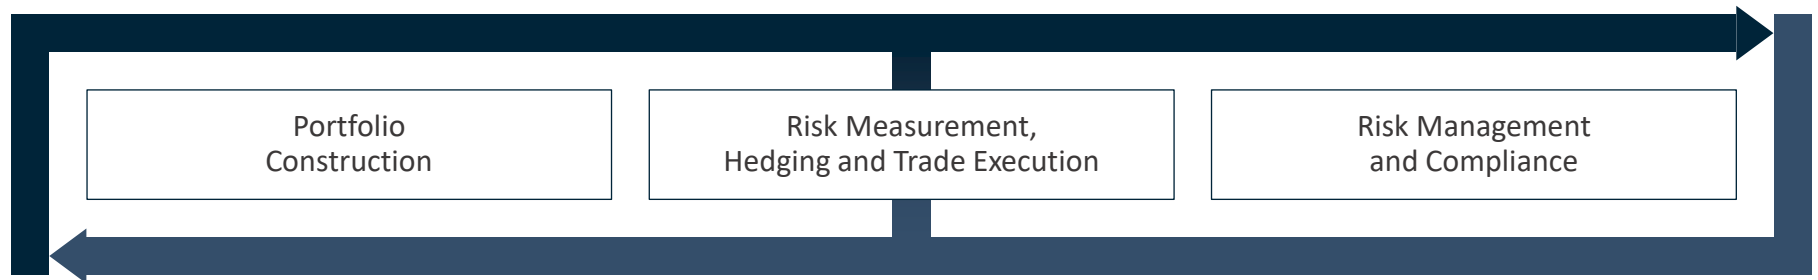 Portfolio
Construction
Risk Measurement,
Hedging and Trade Execution
Risk Management
and Compliance